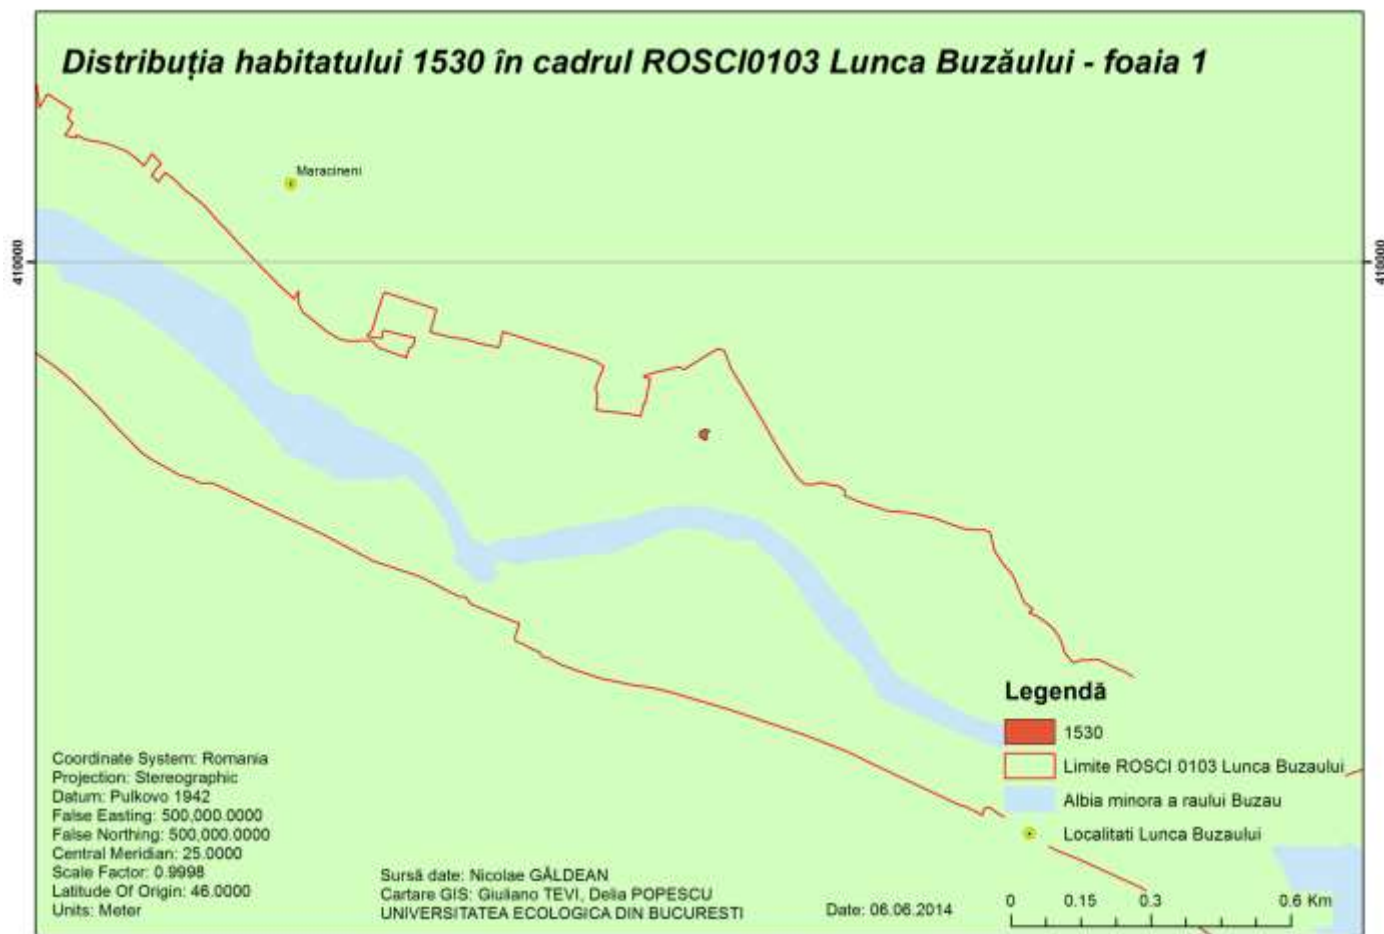 Distribuția habitatului 1530 în cadrul ROSCI0103 Lunca Buzăului - foaia 1
Maracineni
410000
410000
Legendă
1530
Limite ROSCI 0103 Lunca Buzaului
Albia minora a raului Buzau
Localitati Lunca Buzaului
Coordinate System: Romania
Projection: Stereographic
Datum: Pulkovo 1942
False Easting: 500,000.0000
False Northing: 500,000.0000
Central Meridian: 25.0000
Scale Factor: 0.9998
Latitude Of Origin: 46.0000
Units: Meter
Sursă date: Nicolae GĂLDEAN
Cartare GIS: Giuliano TEVI, Delia POPESCU
UNIVERSITATEA ECOLOGICA DIN BUCURESTI
Date: 06.06.2014
0 0.15 0.3 0.6 Km